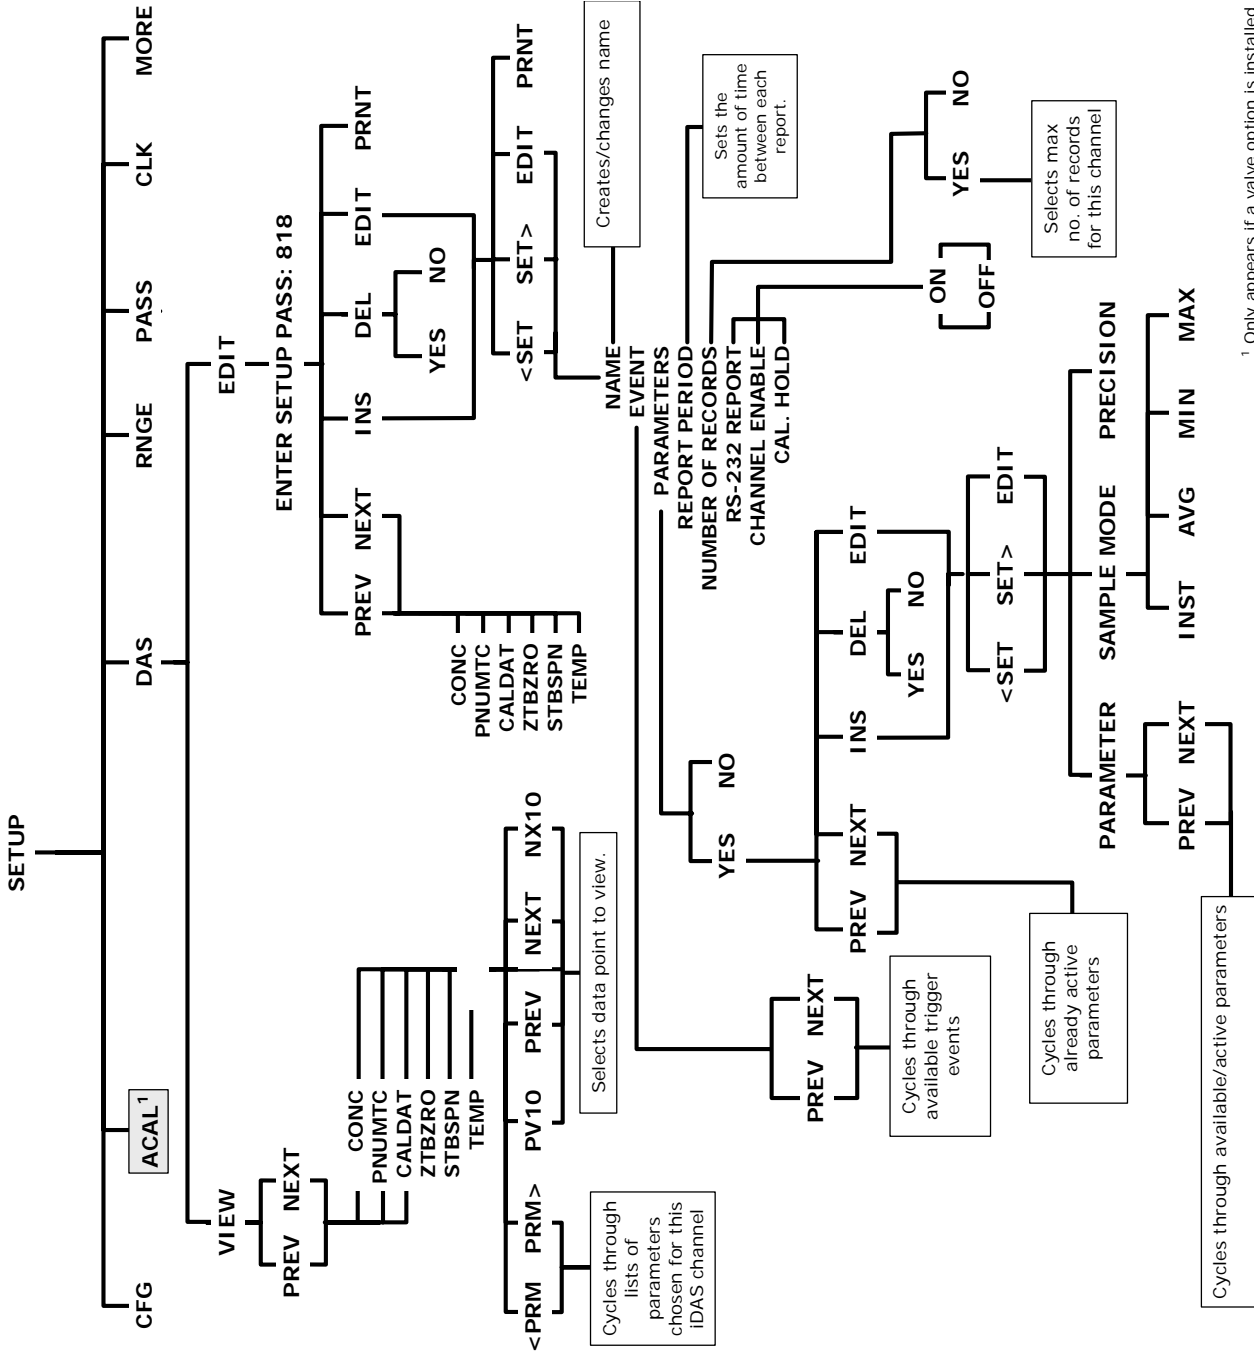 SETUP
CFG
ACAL¹
DAS
RNGE
PASS
CLK
MORE
VIEW
EDIT
PREV NEXT
ENTER SETUP PASS: 818
CONC
PNUMTC
CALDAT
ZTBZRO
STBSPN
TEMP
PREV NEXT
INS
DEL
EDIT
PRNT
YES
NO
CONC
PNUMTC
CALDAT
ZTBZRO
STBSPN
TEMP
<PRM
PRM>
PV10
PREV
NEXT
NX10
<SET
SET>
EDIT
PRNT
Cycles through
lists of
parameters
chosen for this
iDAS channel
Selects data point to view.
NAME
EVENT
PARAMETERS
REPORT PERIOD
NUMBER OF RECORDS
RS-232 REPORT
CHANNEL ENABLE
CAL. HOLD
Creates/changes name
Sets the
amount of time
between each
report.
YES
NO
ON
OFF
YES
NO
Selects max
no. of records
for this channel
PREV NEXT
Cycles through
available trigger
events
PREV NEXT
INS
DEL
EDIT
YES
NO
Cycles through
already active
parameters
<SET
SET>
EDIT
PARAMETER
SAMPLE MODE
PRECISION
PREV NEXT
INST
AVG
MIN
MAX
Cycles through available/active parameters
¹ Only appears if a valve option is installed